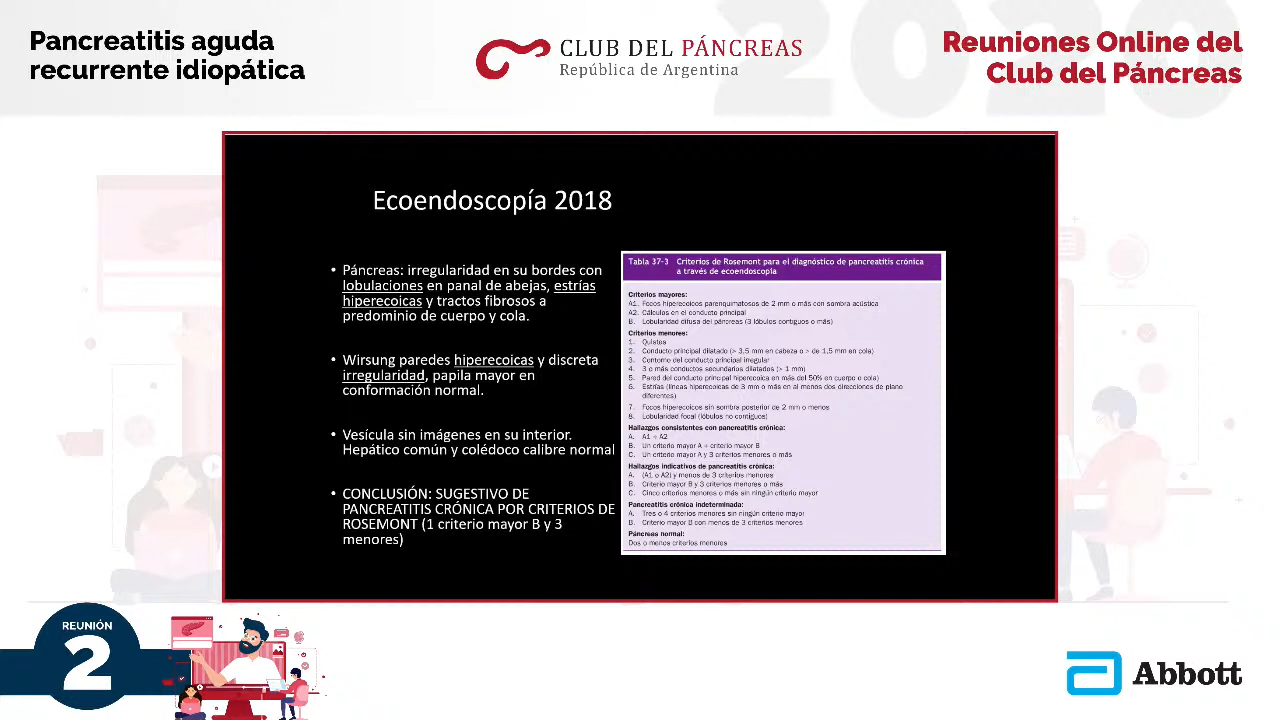 Pancreatitis aguda
recurrente idiopática
CLUB DEL PÁNCREAS
República de Argentina
2020
Reuniones Online del
Club del Páncreas
Ecoendoscopía 2018
• Páncreas: irregularidad en su bordes con
lobulaciones en panal de abejas, estrías
hiperecoicas y tractos fibrosos a
predominio de cuerpo y cola.
• Wirsung paredes hiperecoicas y discreta
irregularidad, papila mayor en
conformación normal.
• Vesícula sin imágenes en su interior.
Hepático común y colédoco calibre normal
• CONCLUSIÓN: SUGESTIVO DE
PANCREATITIS CRÓNICA POR CRITERIOS DE
ROSEMONT (1 criterio mayor B y 3
menores)
Tabla 37-3 Criterios de Rosemont para el diagnóstico de pancreatitis crónica
a través de ecoendoscopia
Criterios mayores:
A1. Focos hiperecoicos parenquimatosos de 2 mm o más con sombra acústica
A2. Cálculos en el conducto principal
B. Lobularidad difusa del páncreas (3 lóbulos contiguos o más)
Criterios menores:
1. Quistes
2. Conducto principal dilatado (> 3,5 mm en cabeza o > de 1,5 mm en cola)
3. Contorno del conducto principal irregular
4. 3 o más conductos secundarios dilatados (> 1 mm)
5. Pared del conducto principal hiperecoica en más del 50% en cuerpo o cola)
6. Estrías (líneas hiperecoicas de 3 mm o más en al menos dos direcciones de plano
diferentes)
7. Focos hiperecoicos sin sombra posterior de 2 mm o menos
8. Lobularidad focal (lóbulos no contiguos)
Hallazgos consistentes con pancreatitis crónica:
A. A1 + A2
B. Un criterio mayor A + criterio mayor B
C. Un criterio mayor A y 3 criterios menores o más
Hallazgos indicativos de pancreatitis crónica:
A. (A1 o A2) y menos de 3 criterios menores
B. Criterio mayor B y 3 criterios menores o más
C. Cinco criterios menores o más sin ningún criterio mayor
Pancreatitis crónica indeterminada:
A. Tres o 4 criterios menores sin ningún criterio mayor
B. Criterio mayor B con menos de 3 criterios menores
Páncreas normal:
Dos o menos criterios menores
REUNIÓN
2
Abbott